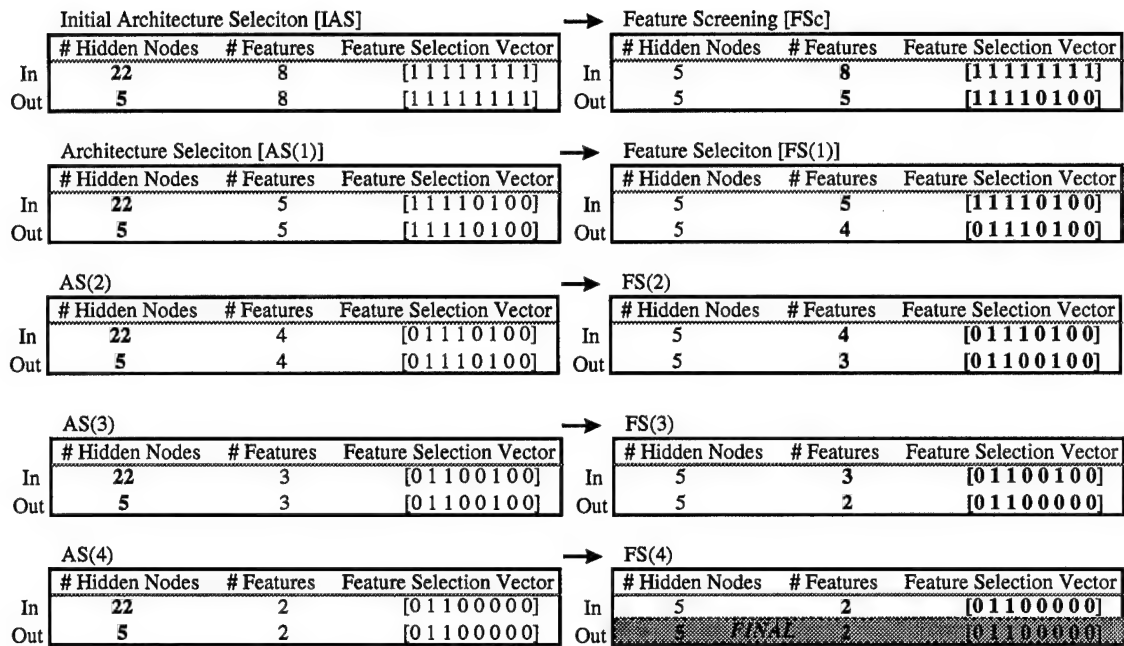 Initial Architecture Seleciton [IAS] → Feature Screening [FSc]
# Hidden Nodes # Features Feature Selection Vector # Hidden Nodes # Features Feature Selection Vector
In 22 8 [1 1 1 1 1 1 1 1] In 5 8 [1 1 1 1 1 1 1 1]
Out 5 8 [1 1 1 1 1 1 1 1] Out 5 5 [1 1 1 1 0 1 0 0]
Architecture Seleciton [AS(1)] → Feature Seleciton [FS(1)]
# Hidden Nodes # Features Feature Selection Vector # Hidden Nodes # Features Feature Selection Vector
In 22 5 [1 1 1 1 0 1 0 0] In 5 5 [1 1 1 1 0 1 0 0]
Out 5 5 [1 1 1 1 0 1 0 0] Out 5 4 [0 1 1 1 0 1 0 0]
AS(2) → FS(2)
# Hidden Nodes # Features Feature Selection Vector # Hidden Nodes # Features Feature Selection Vector
In 22 4 [0 1 1 1 0 1 0 0] In 5 4 [0 1 1 1 0 1 0 0]
Out 5 4 [0 1 1 1 0 1 0 0] Out 5 3 [0 1 1 0 0 1 0 0]
AS(3) → FS(3)
# Hidden Nodes # Features Feature Selection Vector # Hidden Nodes # Features Feature Selection Vector
In 22 3 [0 1 1 0 0 1 0 0] In 5 3 [0 1 1 0 0 1 0 0]
Out 5 3 [0 1 1 0 0 1 0 0] Out 5 2 [0 1 1 0 0 0 0 0]
AS(4) → FS(4)
# Hidden Nodes # Features Feature Selection Vector # Hidden Nodes # Features Feature Selection Vector
In 22 2 [0 1 1 0 0 0 0 0] In 5 2 [0 1 1 0 0 0 0 0]
Out 5 2 [0 1 1 0 0 0 0 0] Out 5 FINAL 2 [0 1 1 0 0 0 0 0]